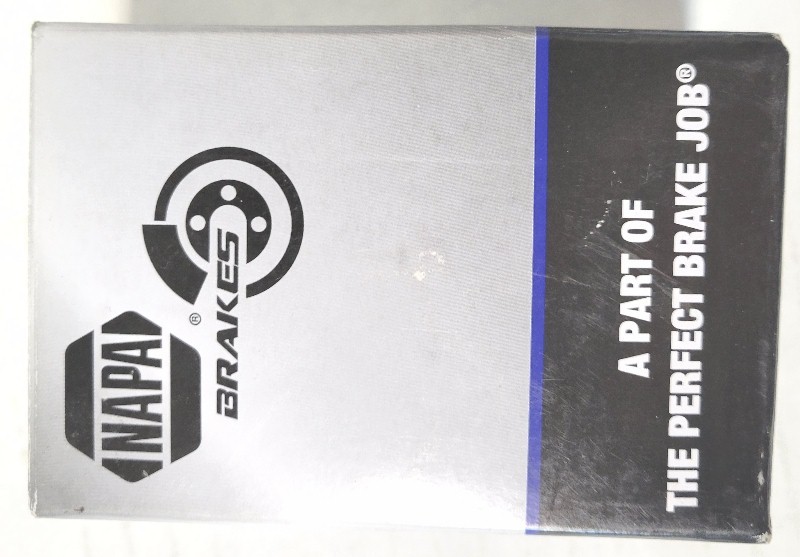 NAPA®
BRAKES
A PART OF
THE PERFECT BRAKE JOB®